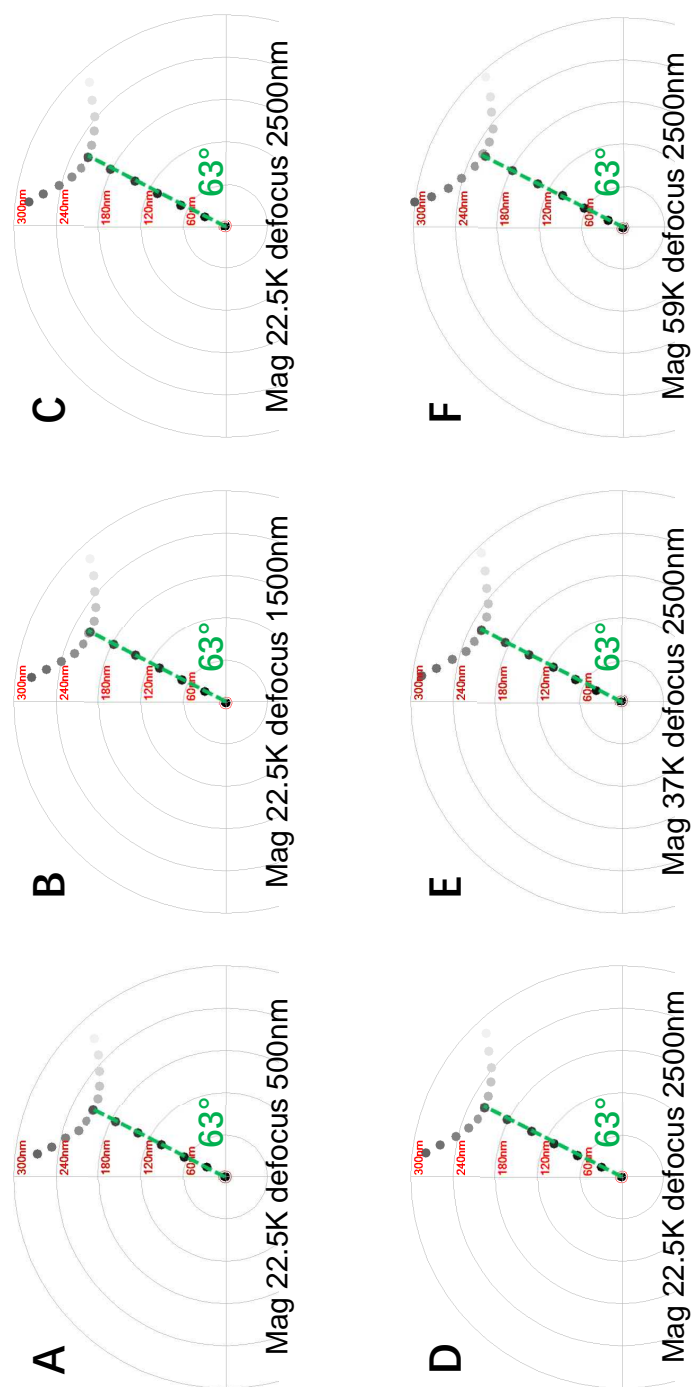 A
300nm
240nm
180nm
120nm
60nm
63°
Mag 22.5K defocus 500nm
B
300nm
240nm
180nm
120nm
60nm
63°
Mag 22.5K defocus 1500nm
C
300nm
240nm
180nm
120nm
60nm
63°
Mag 22.5K defocus 2500nm
D
300nm
240nm
180nm
120nm
60nm
63°
Mag 22.5K defocus 2500nm
E
300nm
240nm
180nm
120nm
60nm
63°
Mag 37K defocus 2500nm
F
300nm
240nm
180nm
120nm
60nm
63°
Mag 59K defocus 2500nm